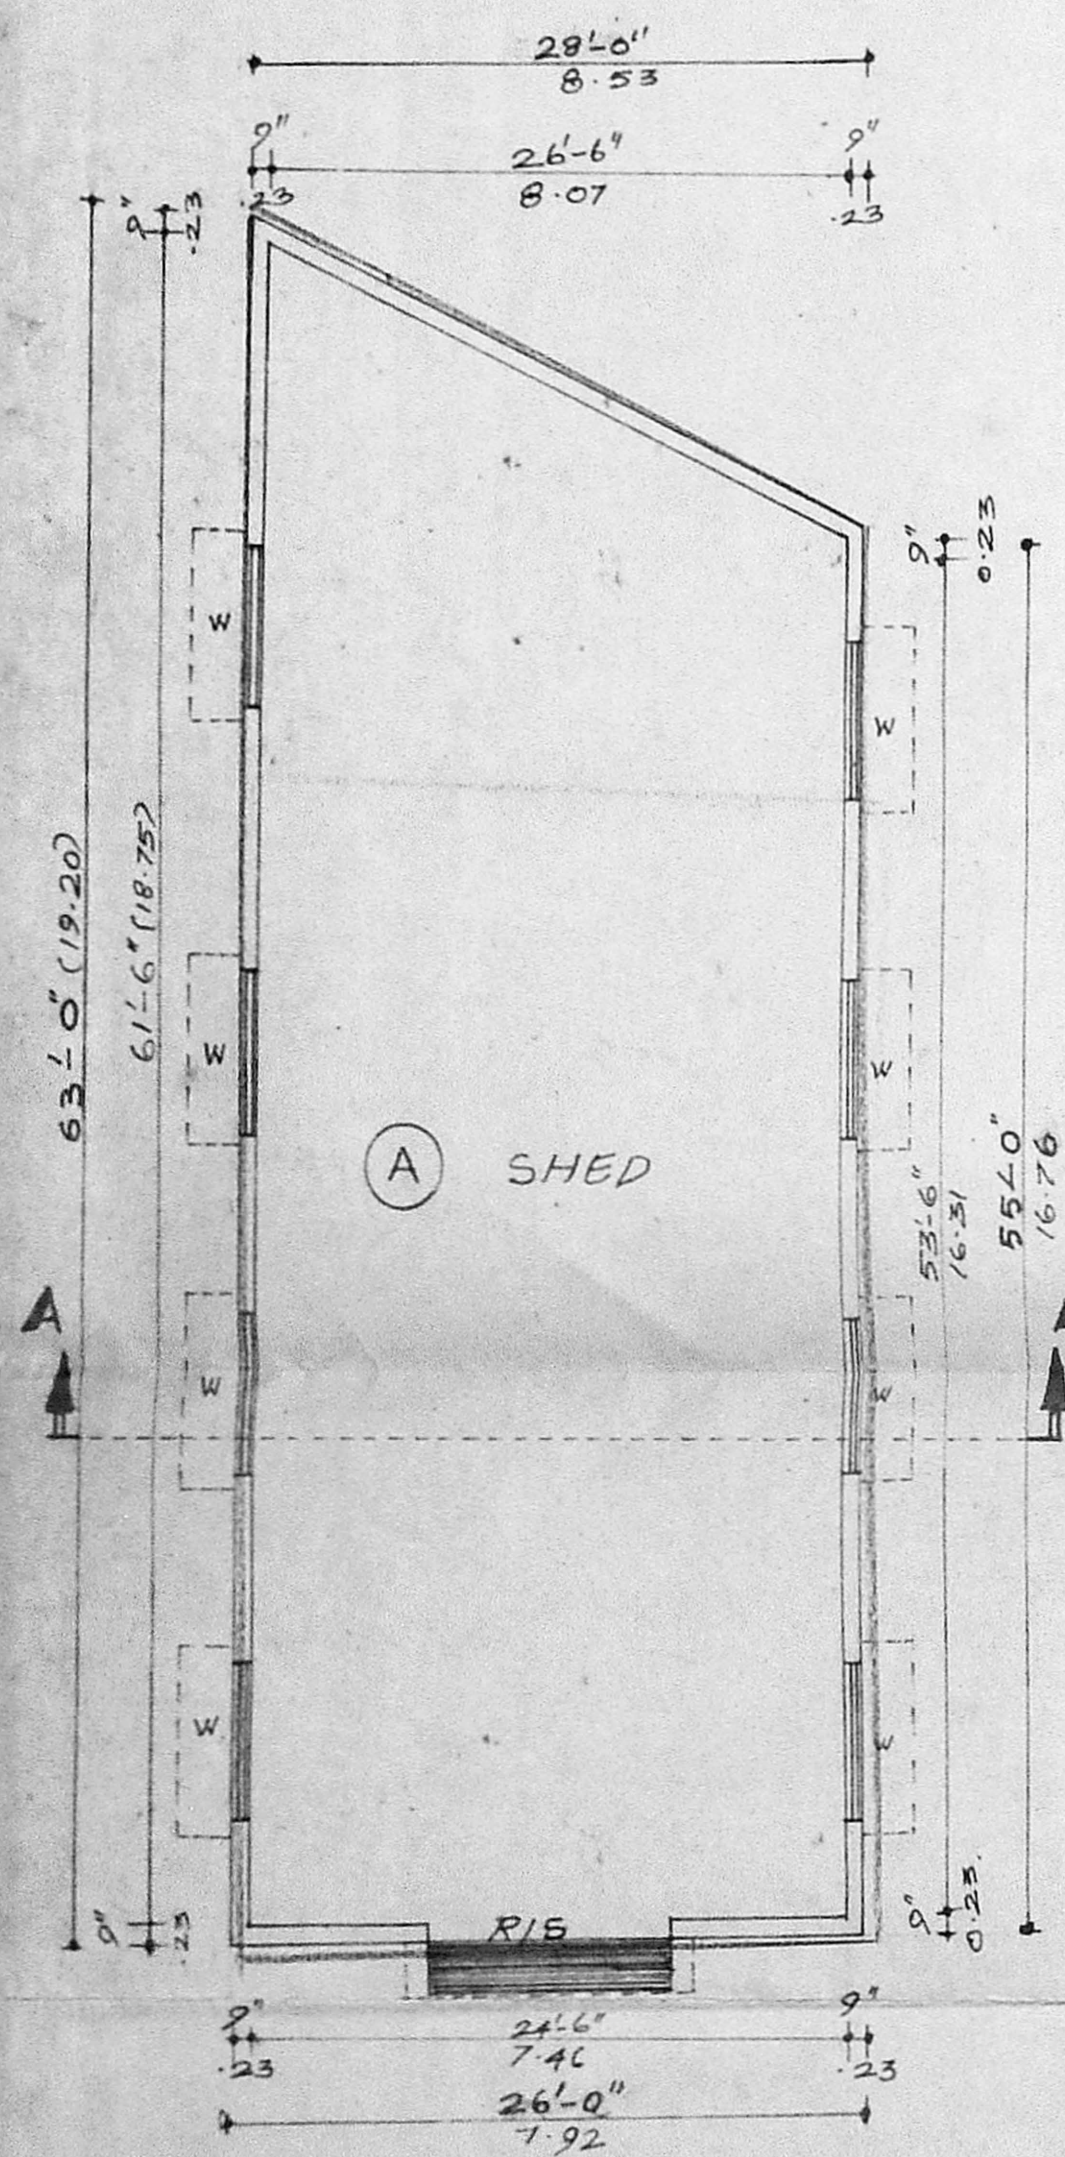 28'-0"
8.53
9" 26'-6" 9"
.23 8.07 .23
9" .23
9" 0.23
W
W
63'-0" (19.20)
61'-6" (18.75)
W
W
A SHED
53'-6"
16.31
55'-0"
16.76
A
W
W
W
W
9" .23
R/S
9" 0.23.
9" 24'-6" 9"
.23 7.46 .23
26'-0"
7.92